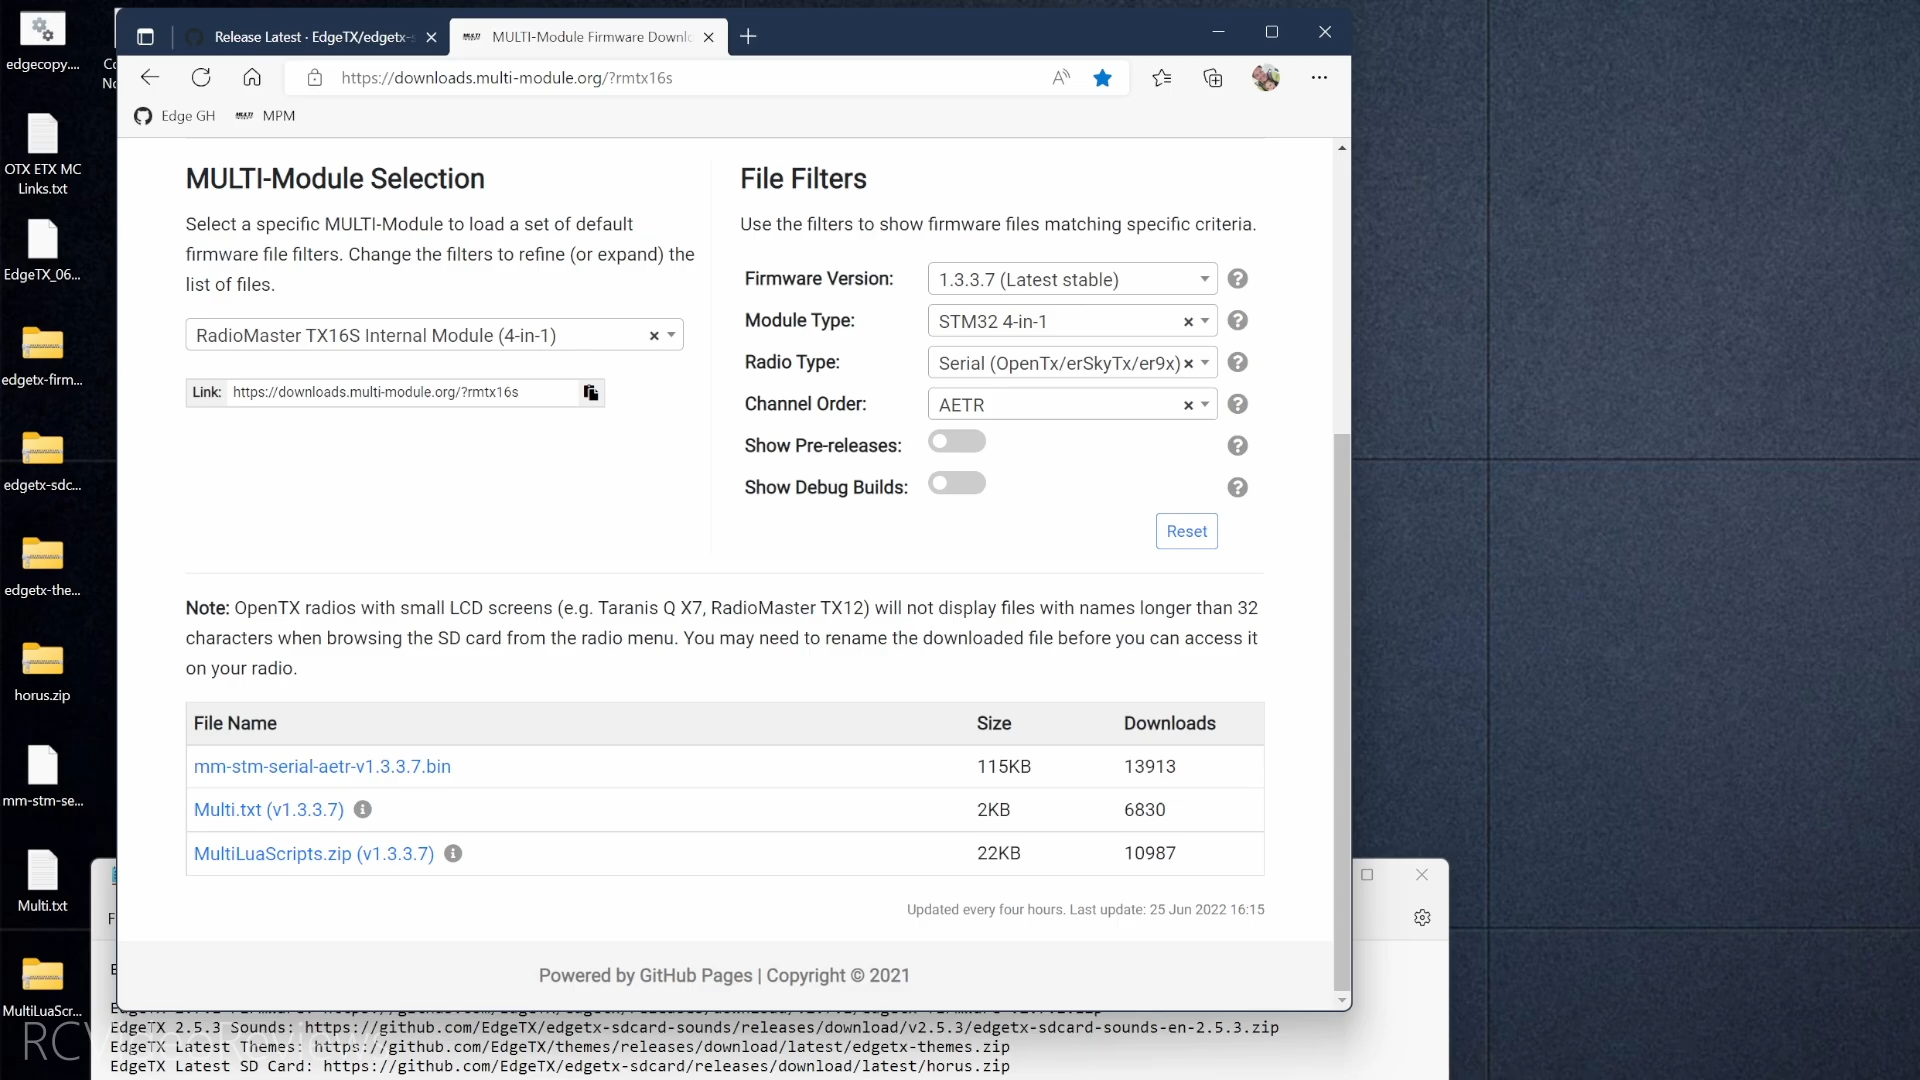 edgecopy....
OTX ETX MC
Links.txt
EdgeTX_06...
edgetx-firm...
edgetx-sdc...
edgetx-the...
horus.zip
mm-stm-se...
Multi.txt
MultiLuaScr...
Release Latest · EdgeTX/edgetx-
MULTI MULTI-Module Firmware Downl
https://downloads.multi-module.org/?rmtx16s
Edge GH MULTI MPM
MULTI-Module Selection
Select a specific MULTI-Module to load a set of default
firmware file filters. Change the filters to refine (or expand) the
list of files.
RadioMaster TX16S Internal Module (4-in-1)
Link: https://downloads.multi-module.org/?rmtx16s
File Filters
Use the filters to show firmware files matching specific criteria.
Firmware Version: 1.3.3.7 (Latest stable)
Module Type: STM32 4-in-1
Radio Type: Serial (OpenTx/erSkyTx/er9x)
Channel Order: AETR
Show Pre-releases:
Show Debug Builds:
Reset
Note: OpenTX radios with small LCD screens (e.g. Taranis Q X7, RadioMaster TX12) will not display files with names longer than 32
characters when browsing the SD card from the radio menu. You may need to rename the downloaded file before you can access it
on your radio.
File Name Size Downloads
mm-stm-serial-aetr-v1.3.3.7.bin 115KB 13913
Multi.txt (v1.3.3.7) 2KB 6830
MultiLuaScripts.zip (v1.3.3.7) 22KB 10987
Updated every four hours. Last update: 25 Jun 2022 16:15
Powered by GitHub Pages | Copyright © 2021
EdgeTX 2.5.3 Sounds: https://github.com/EdgeTX/edgetx-sdcard-sounds/releases/download/v2.5.3/edgetx-sdcard-sounds-en-2.5.3.zip
EdgeTX Latest Themes: https://github.com/EdgeTX/themes/releases/download/latest/edgetx-themes.zip
EdgeTX Latest SD Card: https://github.com/EdgeTX/edgetx-sdcard/releases/download/latest/horus.zip